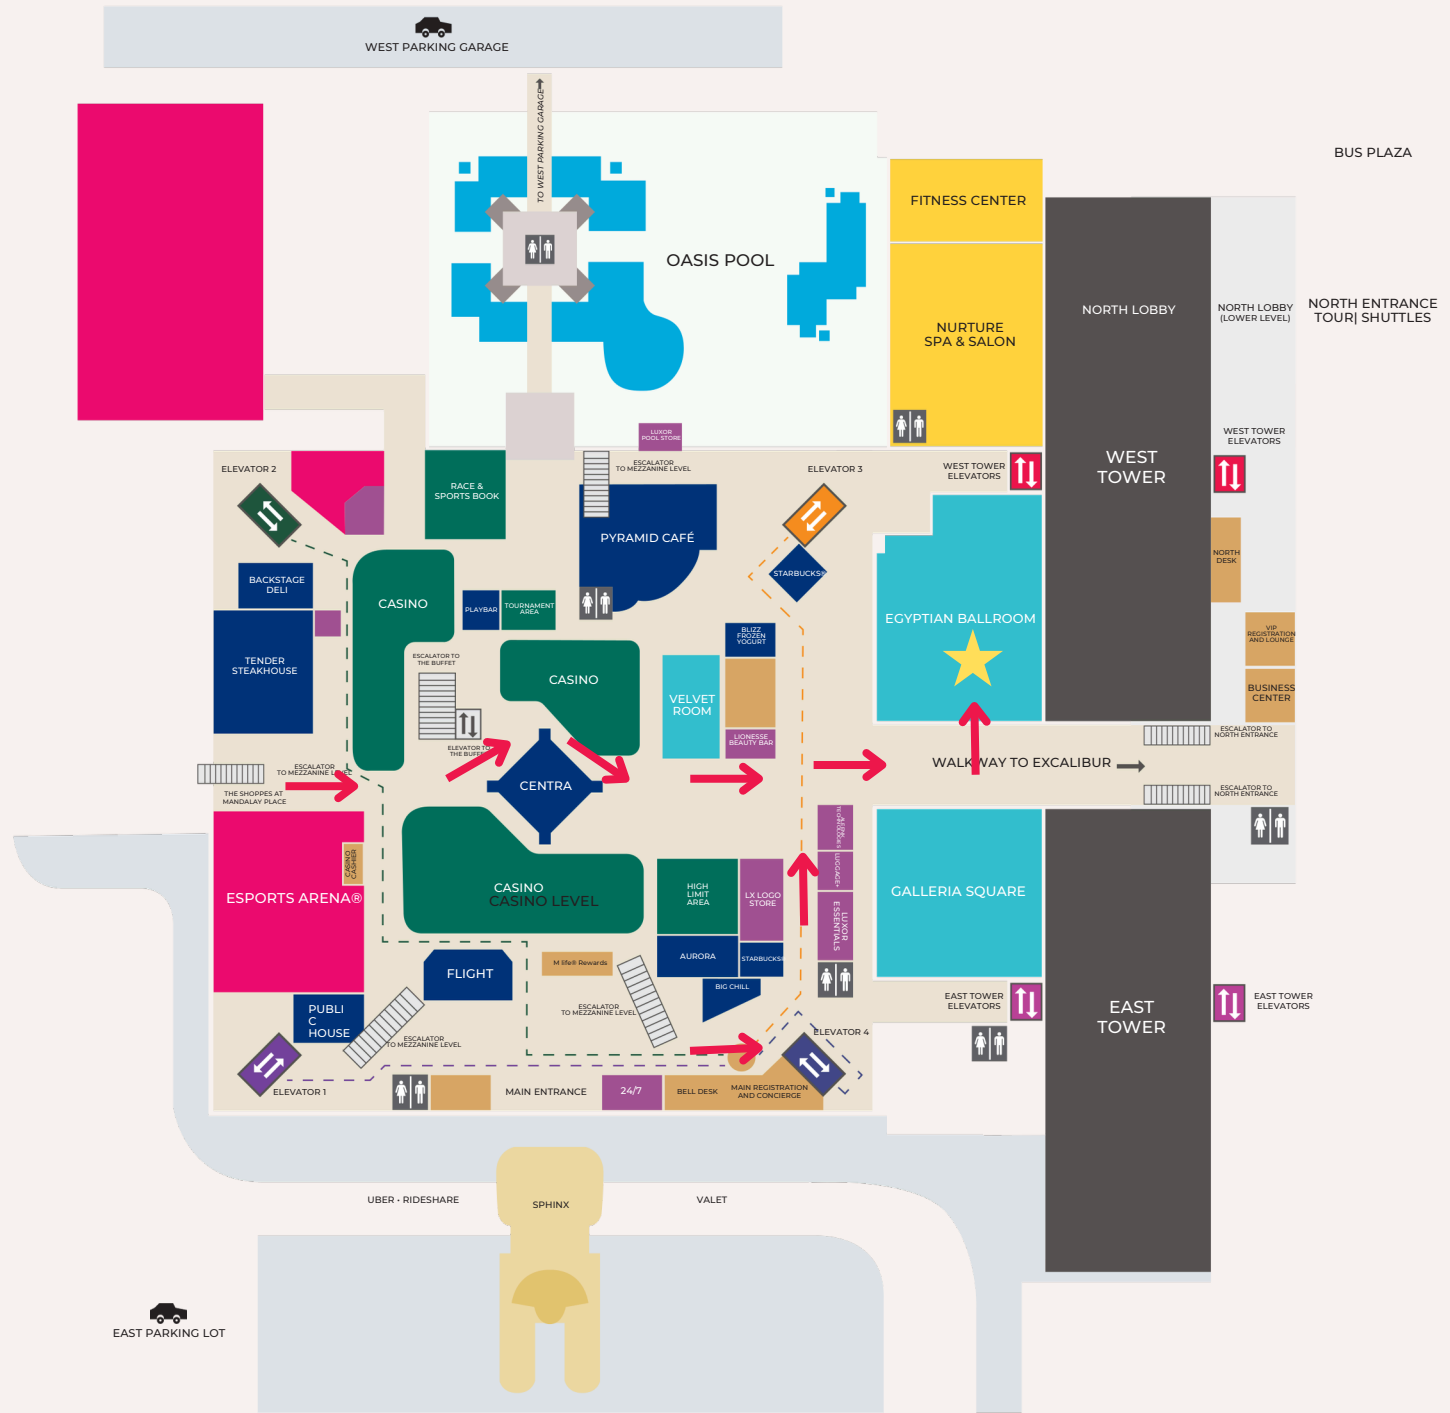 WEST PARKING GARAGE
TO WEST PARKING GARAGE
BUS PLAZA
FITNESS CENTER
OASIS POOL
NORTH LOBBY
NORTH LOBBY
(LOWER LEVEL)
NORTH ENTRANCE
TOUR| SHUTTLES
NURTURE
SPA & SALON
LUXOR
POOL STORE
WEST TOWER
ELEVATORS
ELEVATOR 2
ESCALATOR
TO MEZZANINE LEVEL
ELEVATOR 3
WEST TOWER
ELEVATORS
WEST
TOWER
RACE &
SPORTS BOOK
PYRAMID CAFÉ
STARBUCKS®
NORTH
DESK
BACKSTAGE
DELI
CASINO
PLAYBAR
TOURNAMENT
AREA
EGYPTIAN BALLROOM
BLIZZ
FROZEN
YOGURT
VIP
REGISTRATION
AND LOUNGE
TENDER
STEAKHOUSE
ESCALATOR TO
THE BUFFET
CASINO
VELVET
ROOM
BUSINESS
CENTER
LIONESSE
BEAUTY BAR
ELEVATOR TO
THE BUFFET
ESCALATOR TO
NORTH ENTRANCE
WALKWAY TO EXCALIBUR
ESCALATOR
TO MEZZANINE LEVEL
THE SHOPPES AT
MANDALAY PLACE
CENTRA
ESCALATOR TO
NORTH ENTRANCE
CASINO
CASHIER
ESPORTS ARENA®
CASINO
CASINO LEVEL
HIGH
LIMIT
AREA
LX LOGO
STORE
LUGGAGE+
LUXOR
ESSENTIALS
GALLERIA SQUARE
AURORA
STARBUCKS®
M life® Rewards
FLIGHT
BIG CHILL
PUBLI
C
HOUSE
ESCALATOR
TO MEZZANINE LEVEL
EAST TOWER
ELEVATORS
EAST
TOWER
EAST TOWER
ELEVATORS
ESCALATOR
TO MEZZANINE LEVEL
ELEVATOR 4
ELEVATOR 1
MAIN ENTRANCE
24/7
BELL DESK
MAIN REGISTRATION
AND CONCIERGE
UBER • RIDESHARE
SPHINX
VALET
EAST PARKING LOT